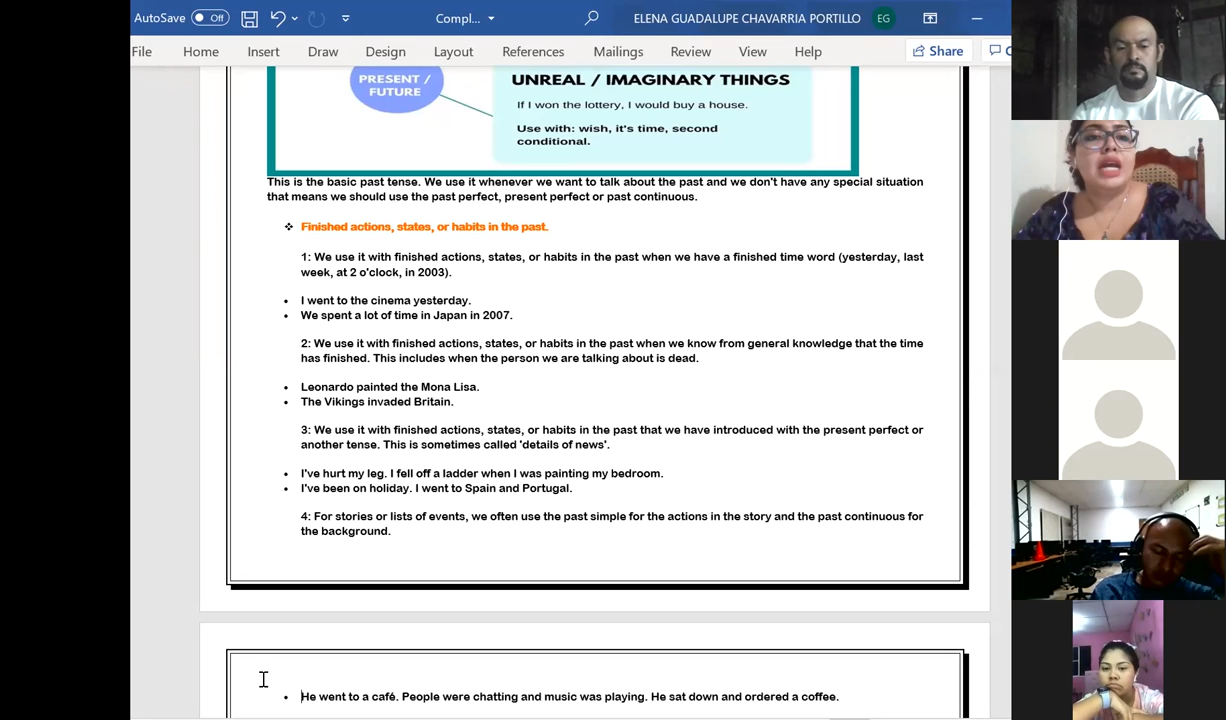 AutoSave Off Compl... ELENA GUADALUPE CHAVARRIA PORTILLO EG
File Home Insert Draw Design Layout References Mailings Review View Help Share C
PRESENT /
FUTURE
UNREAL / IMAGINARY THINGS
If I won the lottery, I would buy a house.
Use with: wish, it's time, second
conditional.
This is the basic past tense. We use it whenever we want to talk about the past and we don't have any special situation
that means we should use the past perfect, present perfect or past continuous.
❖ Finished actions, states, or habits in the past.
1: We use it with finished actions, states, or habits in the past when we have a finished time word (yesterday, last
week, at 2 o'clock, in 2003).
• I went to the cinema yesterday.
• We spent a lot of time in Japan in 2007.
2: We use it with finished actions, states, or habits in the past when we know from general knowledge that the time
has finished. This includes when the person we are talking about is dead.
• Leonardo painted the Mona Lisa.
• The Vikings invaded Britain.
3: We use it with finished actions, states, or habits in the past that we have introduced with the present perfect or
another tense. This is sometimes called 'details of news'.
• I've hurt my leg. I fell off a ladder when I was painting my bedroom.
• I've been on holiday. I went to Spain and Portugal.
4: For stories or lists of events, we often use the past simple for the actions in the story and the past continuous for
the background.
• He went to a café. People were chatting and music was playing. He sat down and ordered a coffee.